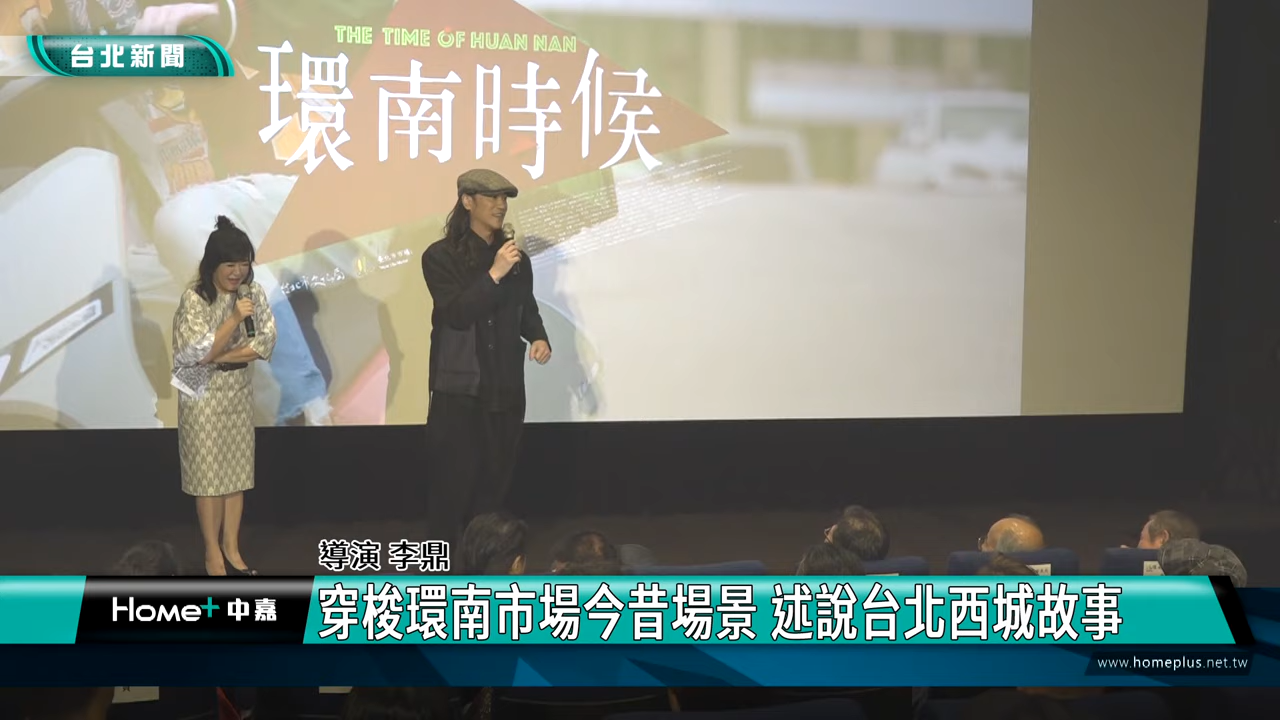 台北新聞
THE TIME OF HUAN NAN
環南時候
導演 李鼎
Home+ 中嘉
穿梭環南市場今昔場景 述說台北西城故事
www.homeplus.net.tw